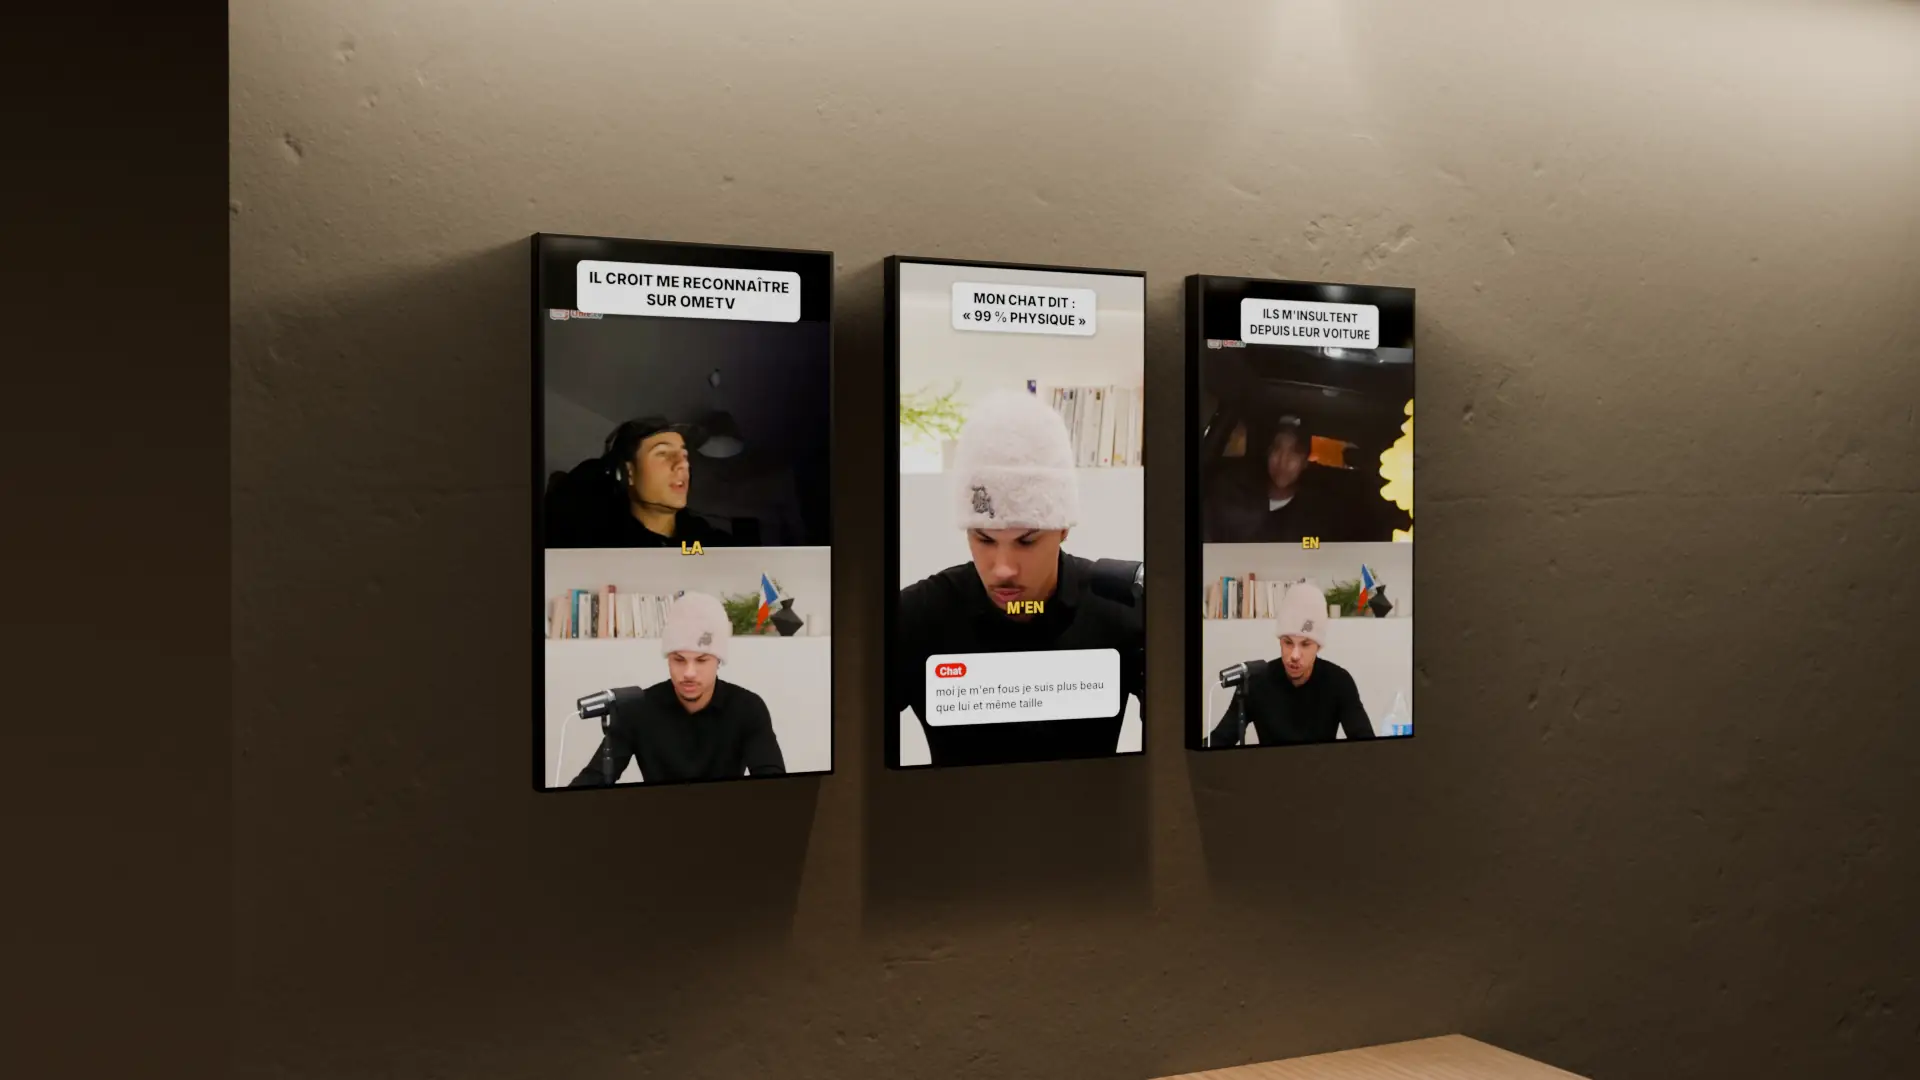 IL CROIT ME RECONNAÎTRE
SUR OMETV
LA
MON CHAT DIT :
« 99 % PHYSIQUE »
M'EN
Chat
moi je m'en fous je suis plus beau
que lui et même taille
ILS M'INSULTENT
DEPUIS LEUR VOITURE
EN